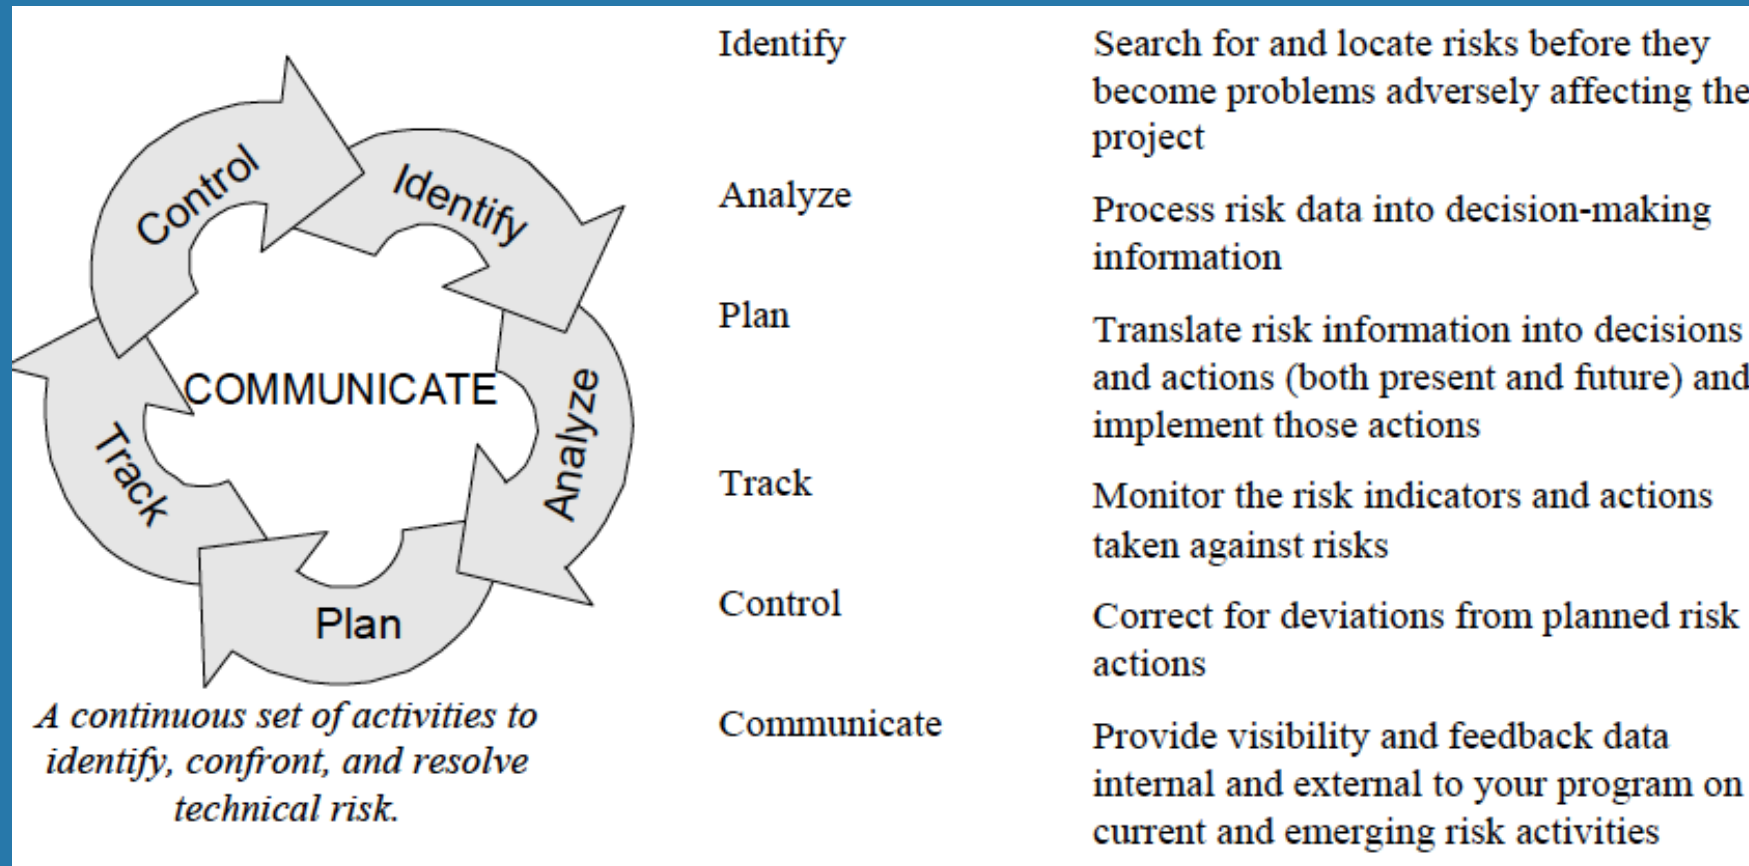 Control
Identify
Analyze
Plan
Track
COMMUNICATE
A continuous set of activities to
identify, confront, and resolve
technical risk.
Identify
Search for and locate risks before they
become problems adversely affecting the
project
Analyze
Process risk data into decision-making
information
Plan
Translate risk information into decisions
and actions (both present and future) and
implement those actions
Track
Monitor the risk indicators and actions
taken against risks
Control
Correct for deviations from planned risk
actions
Communicate
Provide visibility and feedback data
internal and external to your program on
current and emerging risk activities